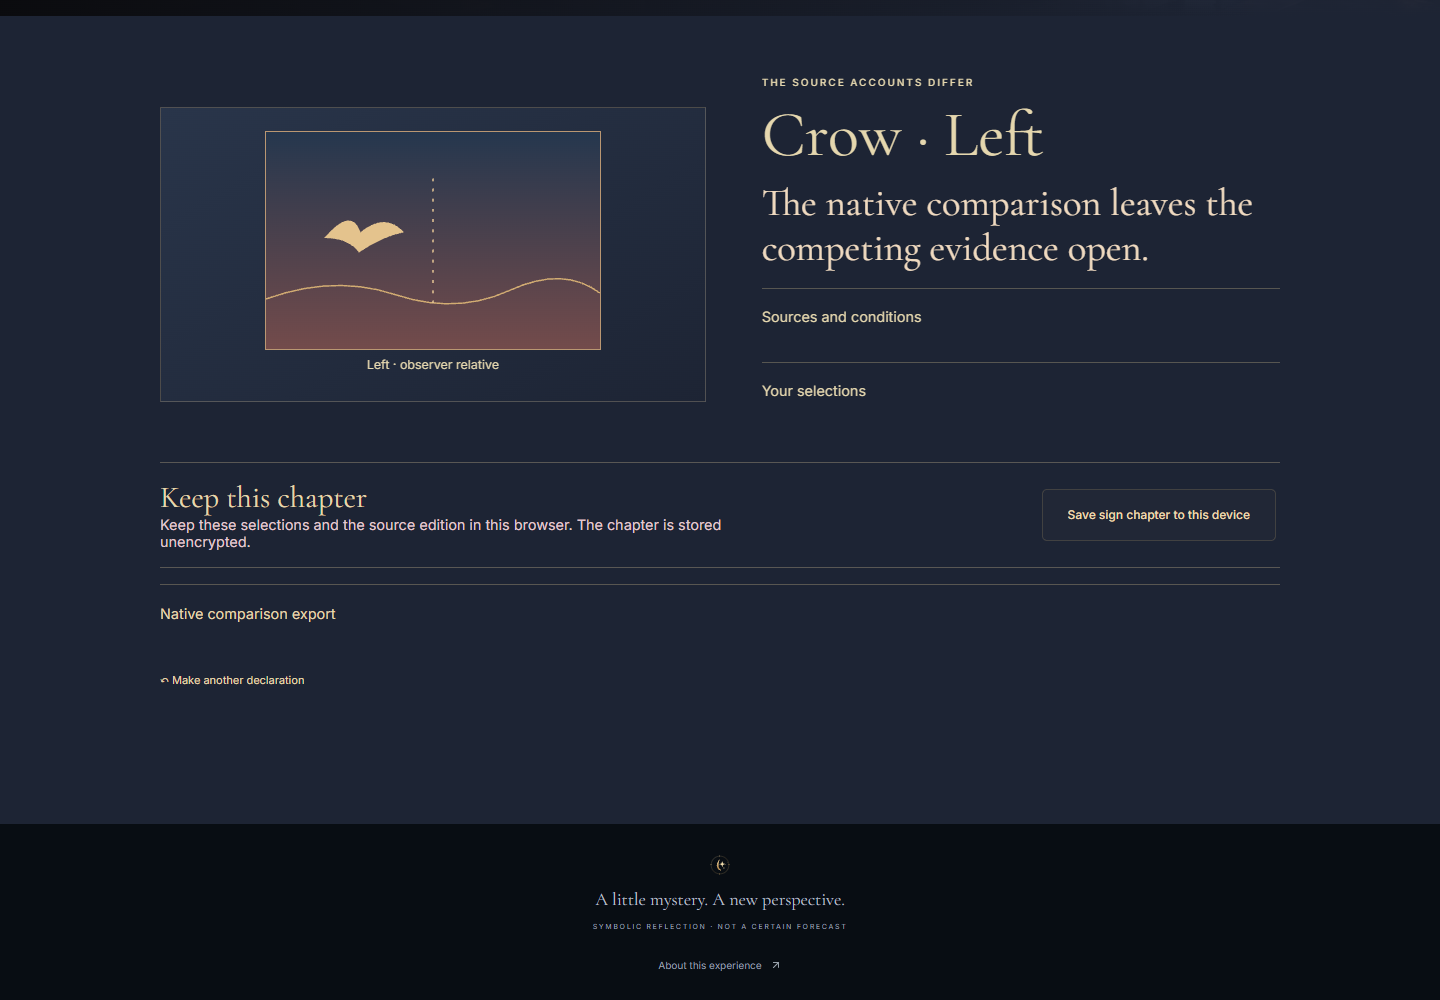 THE SOURCE ACCOUNTS DIFFER
Crow · Left
The native comparison leaves the
competing evidence open.
Sources and conditions
Your selections
Left · observer relative
Keep this chapter
Keep these selections and the source edition in this browser. The chapter is stored
unencrypted.
Save sign chapter to this device
Native comparison export
↶ Make another declaration
A little mystery. A new perspective.
SYMBOLIC REFLECTION · NOT A CERTAIN FORECAST
About this experience ↗